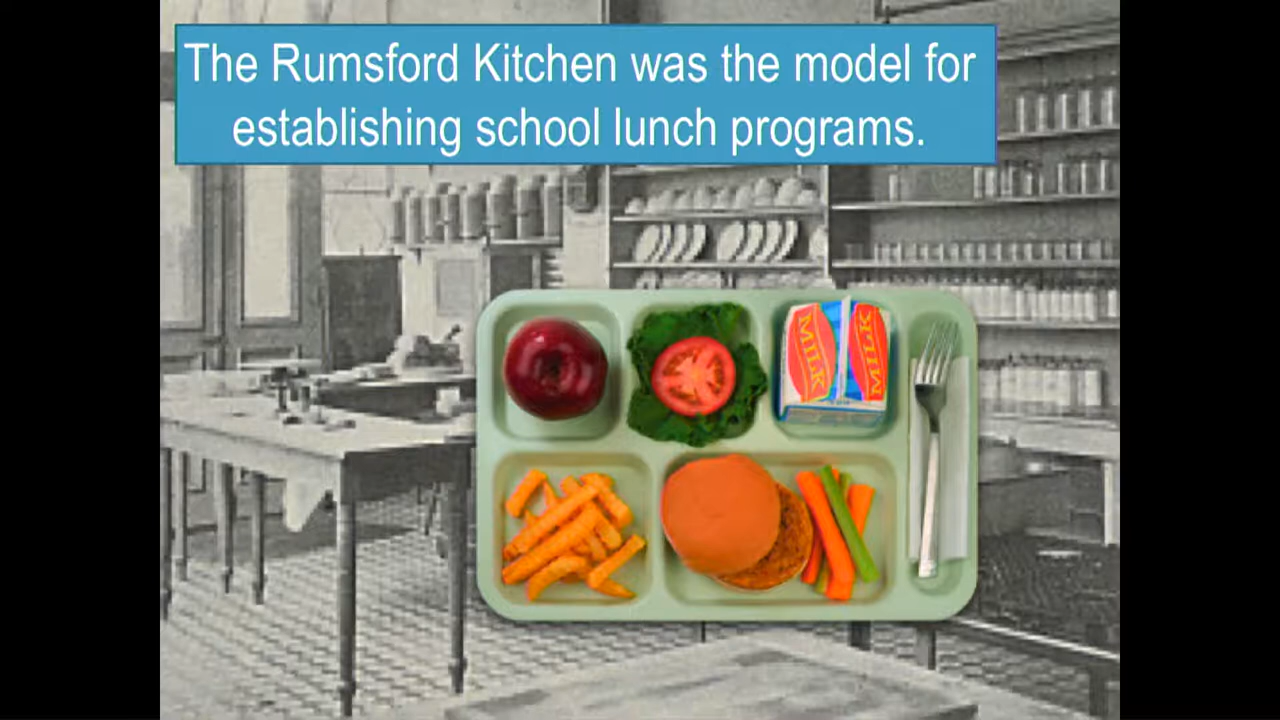 The Rumsford Kitchen was the model for
establishing school lunch programs.
MILK
MILK